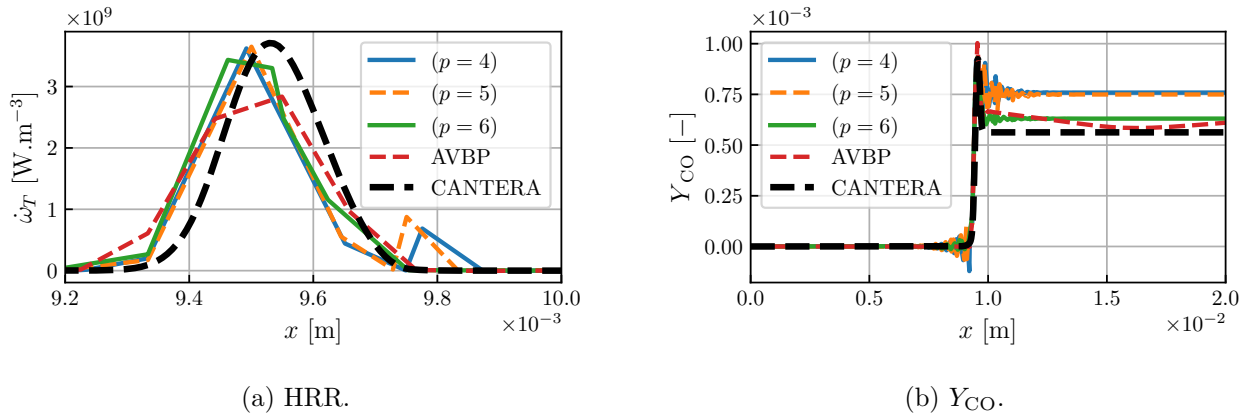 ×10⁹
3
2
1
0
ω̇_T [W.m⁻³]
(p = 4)
(p = 5)
(p = 6)
AVBP
CANTERA
9.2 9.4 9.6 9.8 10.0
×10⁻³
x [m]
(a) HRR.
×10⁻³
1.00
0.75
0.50
0.25
0.00
Y_CO [−]
(p = 4)
(p = 5)
(p = 6)
AVBP
CANTERA
0.0 0.5 1.0 1.5 2.0
×10⁻²
x [m]
(b) Y_CO.